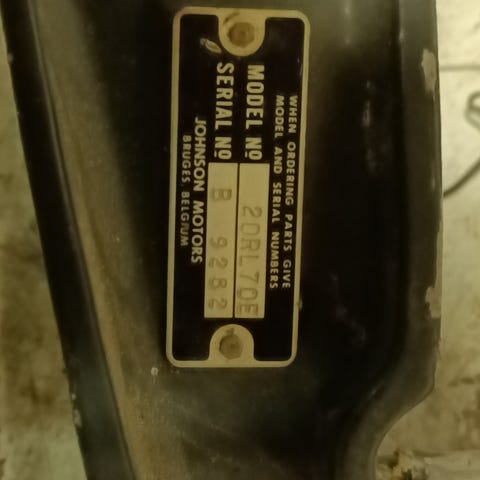 WHEN ORDERING PARTS GIVE
MODEL AND SERIAL NUMBERS
MODEL Nº 20RL70E
SERIAL Nº B 9282
JOHNSON MOTORS
BRUGES, BELGIUM